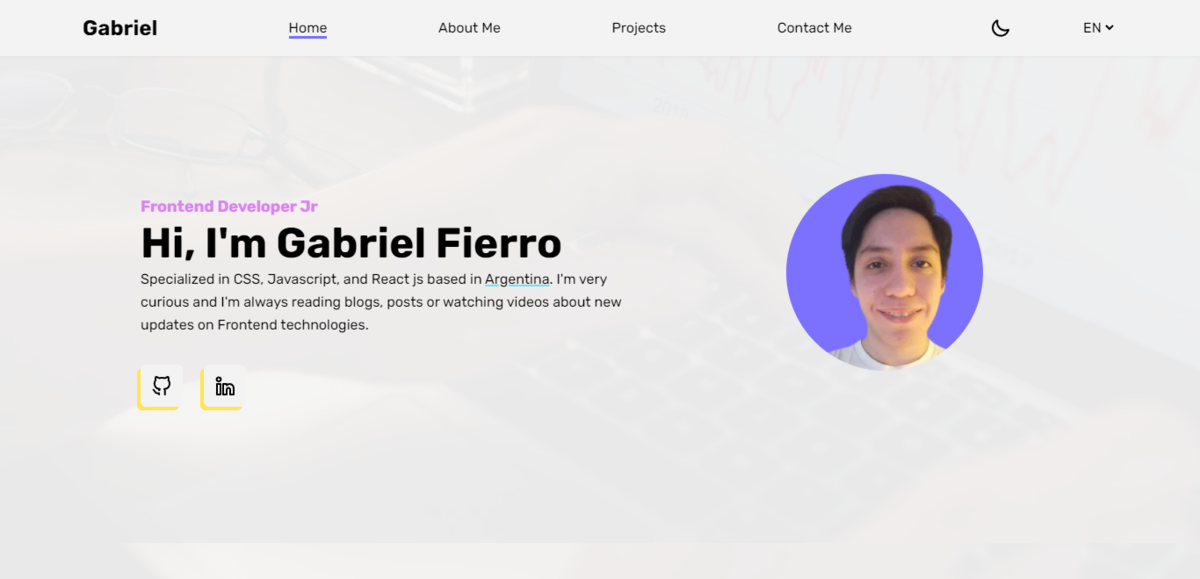 Gabriel
Home
About Me
Projects
Contact Me
EN
Frontend Developer Jr
Hi, I'm Gabriel Fierro
Specialized in CSS, Javascript, and React js based in Argentina. I'm very
curious and I'm always reading blogs, posts or watching videos about new
updates on Frontend technologies.
in